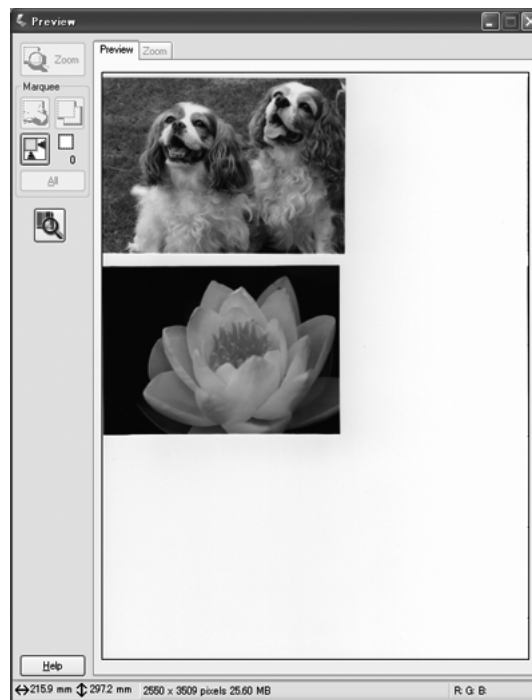 Preview
Preview Zoom
Zoom
Marquee
0
All
Help
215.9 mm 297.2 mm 2550 x 3509 pixels 25.60 MB R: G: B: